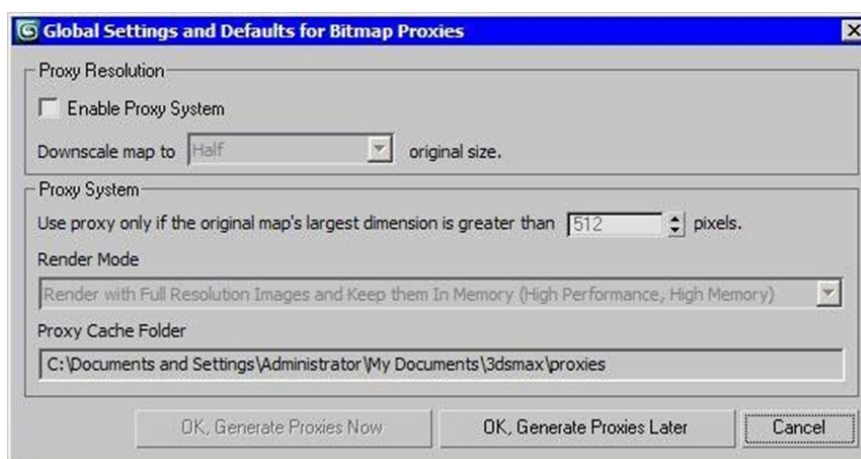 Global Settings and Defaults for Bitmap Proxies
Proxy Resolution
Enable Proxy System
Downscale map to Half original size.
Proxy System
Use proxy only if the original map's largest dimension is greater than 512 pixels.
Render Mode
Render with Full Resolution Images and Keep them In Memory (High Performance, High Memory)
Proxy Cache Folder
C:\Documents and Settings\Administrator\My Documents\3dsmax\proxies
OK, Generate Proxies Now OK, Generate Proxies Later Cancel